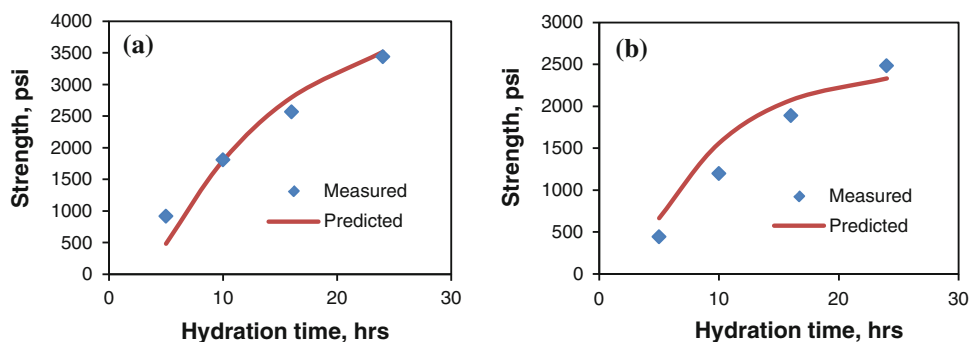 (a)
Strength, psi
4000
3500
3000
2500
2000
1500
1000
500
0
Measured
Predicted
0 10 20 30
Hydration time, hrs
(b)
Strength, psi
3000
2500
2000
1500
1000
500
0
Measured
Predicted
0 10 20 30
Hydration time, hrs